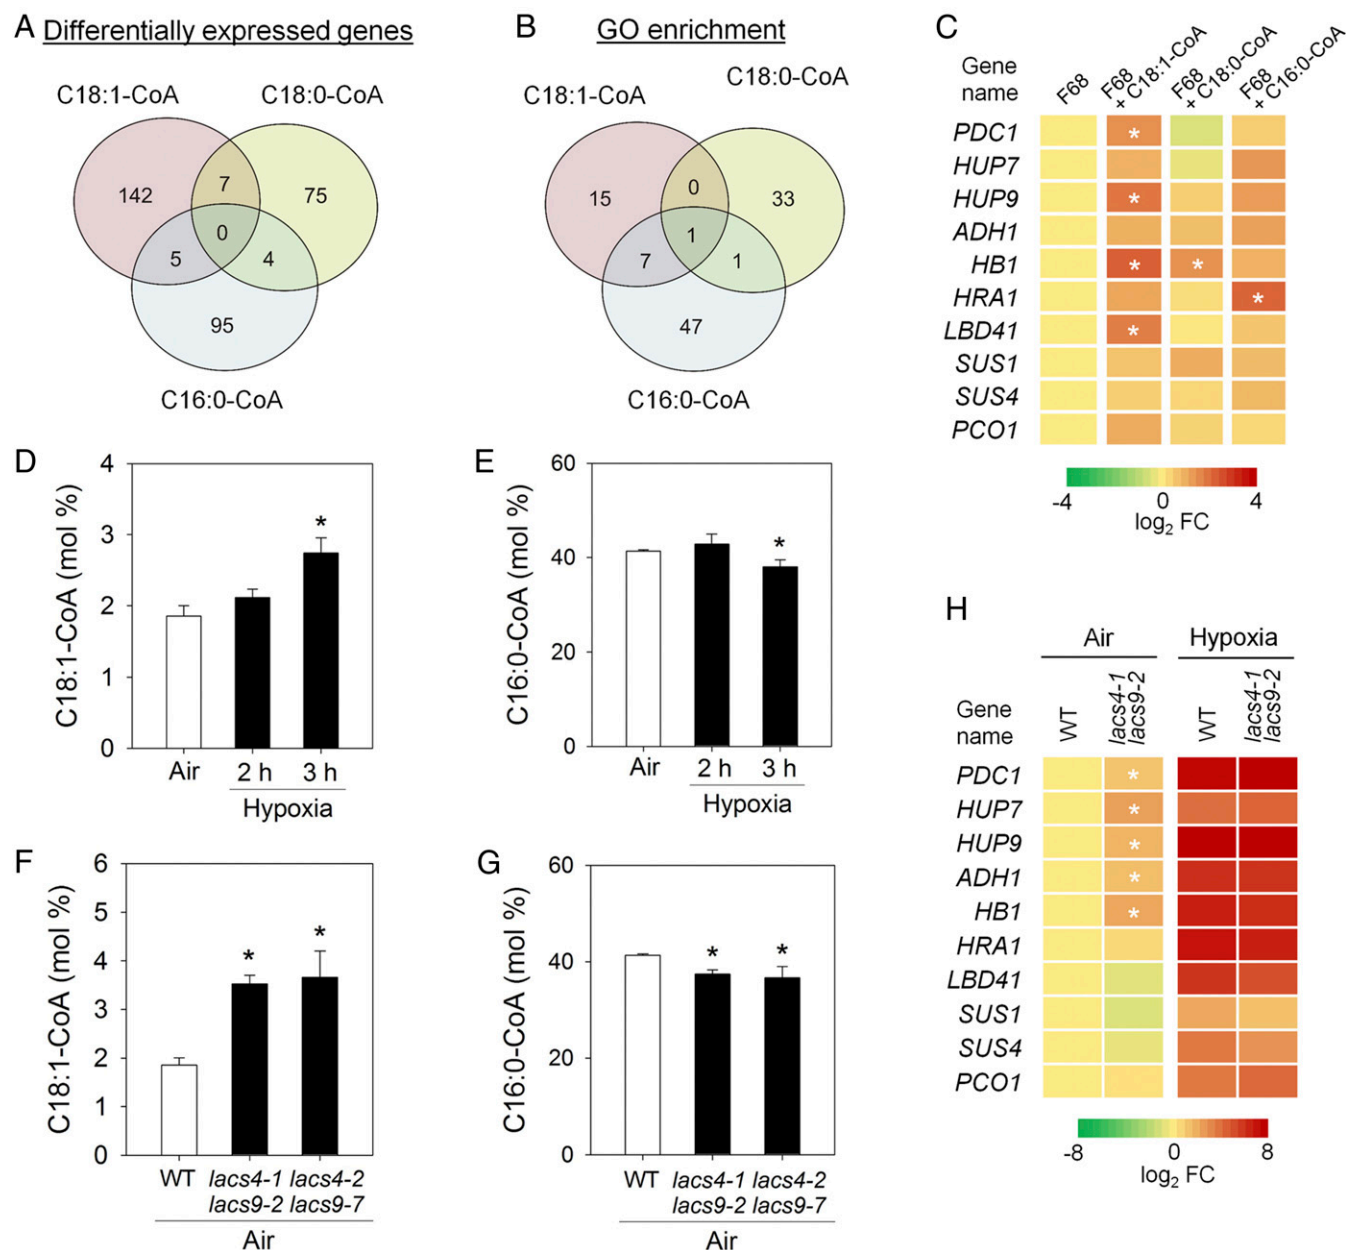 A Differentially expressed genes
C18:1-CoA C18:0-CoA
142 7 75
0
5 4
95
C16:0-CoA
B GO enrichment
C18:0-CoA
C18:1-CoA
15 0 33
1
7 1
47
C16:0-CoA
C
Gene name
F68
F68 + C18:1-CoA
F68 + C18:0-CoA
F68 + C16:0-CoA
PDC1 *
HUP7
HUP9 *
ADH1
HB1 * *
HRA1 *
LBD41 *
SUS1
SUS4
PCO1
-4 0 4
log₂ FC
D
C18:1-CoA (mol %)
4
3
2
1
0
*
Air 2 h 3 h
Hypoxia
E
C16:0-CoA (mol %)
60
40
20
0
*
Air 2 h 3 h
Hypoxia
F
C18:1-CoA (mol %)
6
5
4
3
2
1
0
* *
WT lacs4-1 lacs4-2
lacs9-2 lacs9-7
Air
G
C16:0-CoA (mol %)
60
40
20
0
* *
WT lacs4-1 lacs4-2
lacs9-2 lacs9-7
Air
H
Air Hypoxia
Gene name
WT
lacs4-1 lacs9-2
WT
lacs4-1 lacs9-2
PDC1 *
HUP7 *
HUP9 *
ADH1 *
HB1 *
HRA1
LBD41
SUS1
SUS4
PCO1
-8 0 8
log₂ FC